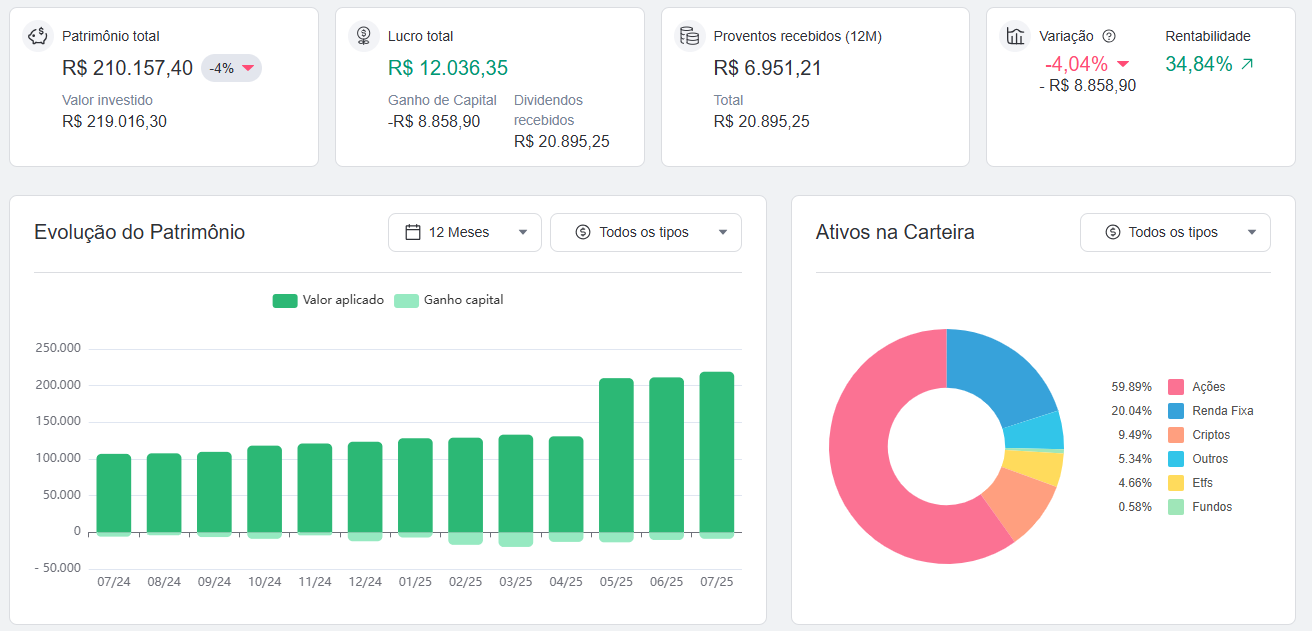 Patrimônio total
R$ 210.157,40 -4%
Valor investido
R$ 219.016,30
Lucro total
R$ 12.036,35
Ganho de Capital
-R$ 8.858,90
Dividendos
recebidos
R$ 20.895,25
Proventos recebidos (12M)
R$ 6.951,21
Total
R$ 20.895,25
Variação ?
-4,04%
- R$ 8.858,90
Rentabilidade
34,84%
Evolução do Patrimônio
12 Meses
Todos os tipos
Valor aplicado Ganho capital
250.000
200.000
150.000
100.000
50.000
0
- 50.000
07/24 08/24 09/24 10/24 11/24 12/24 01/25 02/25 03/25 04/25 05/25 06/25 07/25
Ativos na Carteira
Todos os tipos
59.89% Ações
20.04% Renda Fixa
9.49% Criptos
5.34% Outros
4.66% Etfs
0.58% Fundos